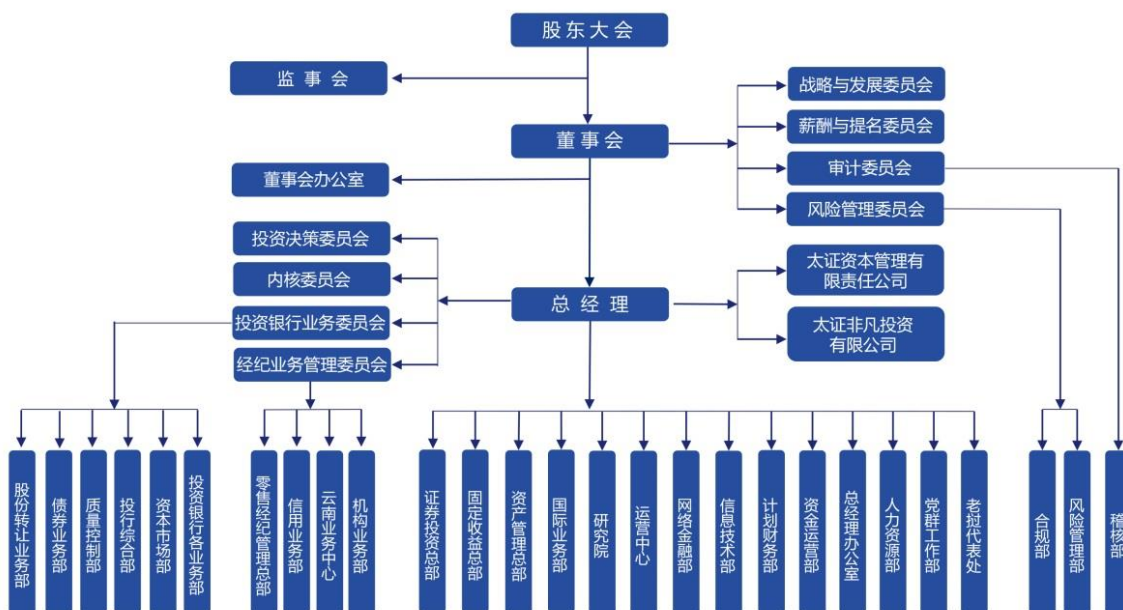 股东大会
监事会
战略与发展委员会
董事会
薪酬与提名委员会
审计委员会
董事会办公室
风险管理委员会
投资决策委员会
太证资本管理有
限责任公司
内核委员会
总经理
投资银行业务委员会
太证非凡投资
有限公司
经纪业务管理委员会
股份转让业务部
债券业务部
质量控制部
投行综合部
资本市场部
投资银行各业务部
零售经纪管理总部
信用业务部
云南业务中心
机构业务部
证券投资总部
固定收益总部
资产管理总部
国际业务部
研究院
运营中心
网络金融部
信息技术部
计划财务部
资金运营部
总经理办公室
人力资源部
党群工作部
老挝代表处
合规部
风险管理部
稽核部